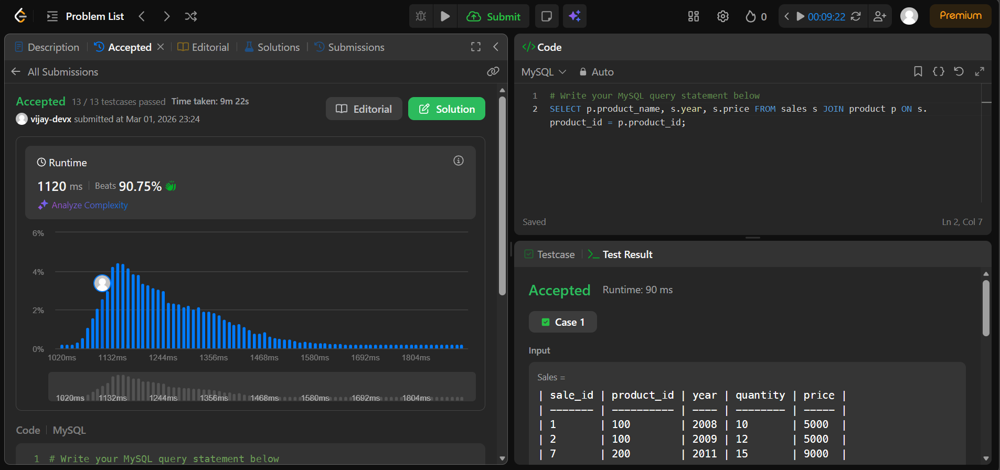 Problem List
Submit
0
00:09:22
Premium
Description
Accepted
Editorial
Solutions
Submissions
All Submissions
Accepted 13 / 13 testcases passed Time taken: 9m 22s
vijay-devx submitted at Mar 01, 2026 23:24
Editorial
Solution
Runtime
1120 ms Beats 90.75%
Analyze Complexity
6%
4%
2%
0%
1020ms 1132ms 1244ms 1356ms 1468ms 1580ms 1692ms 1804ms
1020ms 1132ms 1244ms 1356ms 1468ms 1580ms 1692ms 1804ms
Code MySQL
1 # Write your MySQL query statement below
</> Code
MySQL Auto
1 # Write your MySQL query statement below
2 SELECT p.product_name, s.year, s.price FROM sales s JOIN product p ON s.
product_id = p.product_id;
Saved
Ln 2, Col 7
Testcase
Test Result
Accepted Runtime: 90 ms
Case 1
Input
Sales =
| sale_id | product_id | year | quantity | price |
| ------- | ---------- | ---- | -------- | ----- |
| 1 | 100 | 2008 | 10 | 5000 |
| 2 | 100 | 2009 | 12 | 5000 |
| 7 | 200 | 2011 | 15 | 9000 |